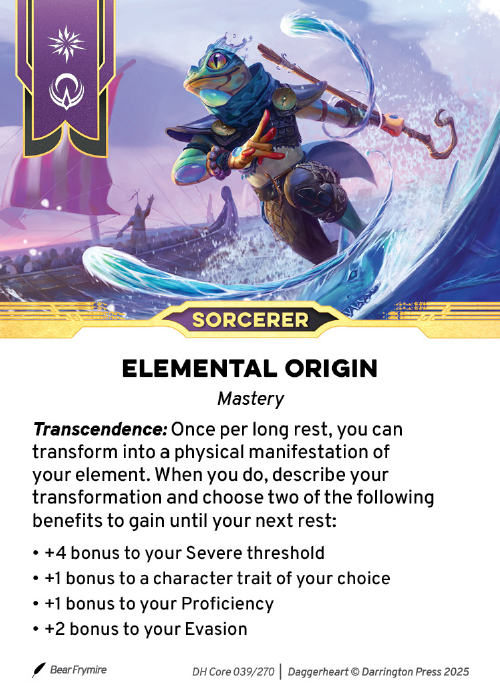 SORCERER
ELEMENTAL ORIGIN
Mastery
Transcendence: Once per long rest, you can
transform into a physical manifestation of
your element. When you do, describe your
transformation and choose two of the following
benefits to gain until your next rest:
• +4 bonus to your Severe threshold
• +1 bonus to a character trait of your choice
• +1 bonus to your Proficiency
• +2 bonus to your Evasion
Bear Frymire DH Core 039/270 | Daggerheart © Darrington Press 2025